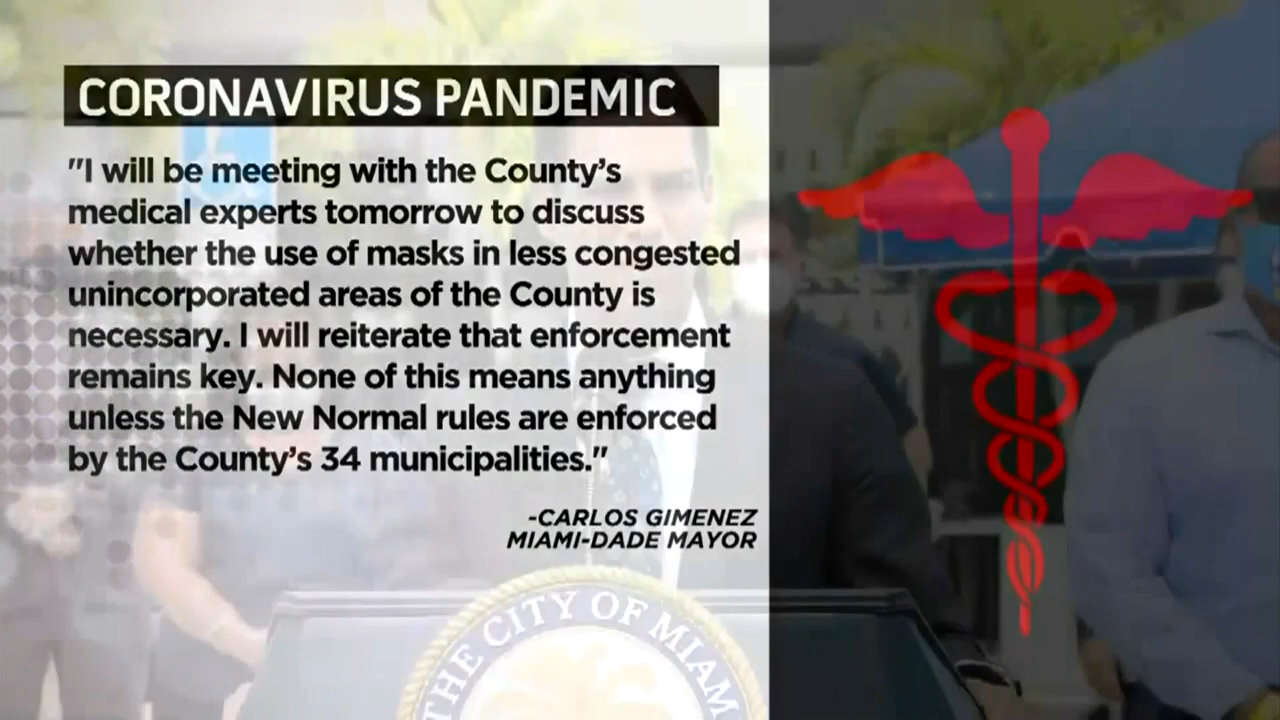 CORONAVIRUS PANDEMIC
"I will be meeting with the County’s
medical experts tomorrow to discuss
whether the use of masks in less congested
unincorporated areas of the County is
necessary. I will reiterate that enforcement
remains key. None of this means anything
unless the New Normal rules are enforced
by the County’s 34 municipalities."
-CARLOS GIMENEZ
MIAMI-DADE MAYOR
THE CITY OF MIAM